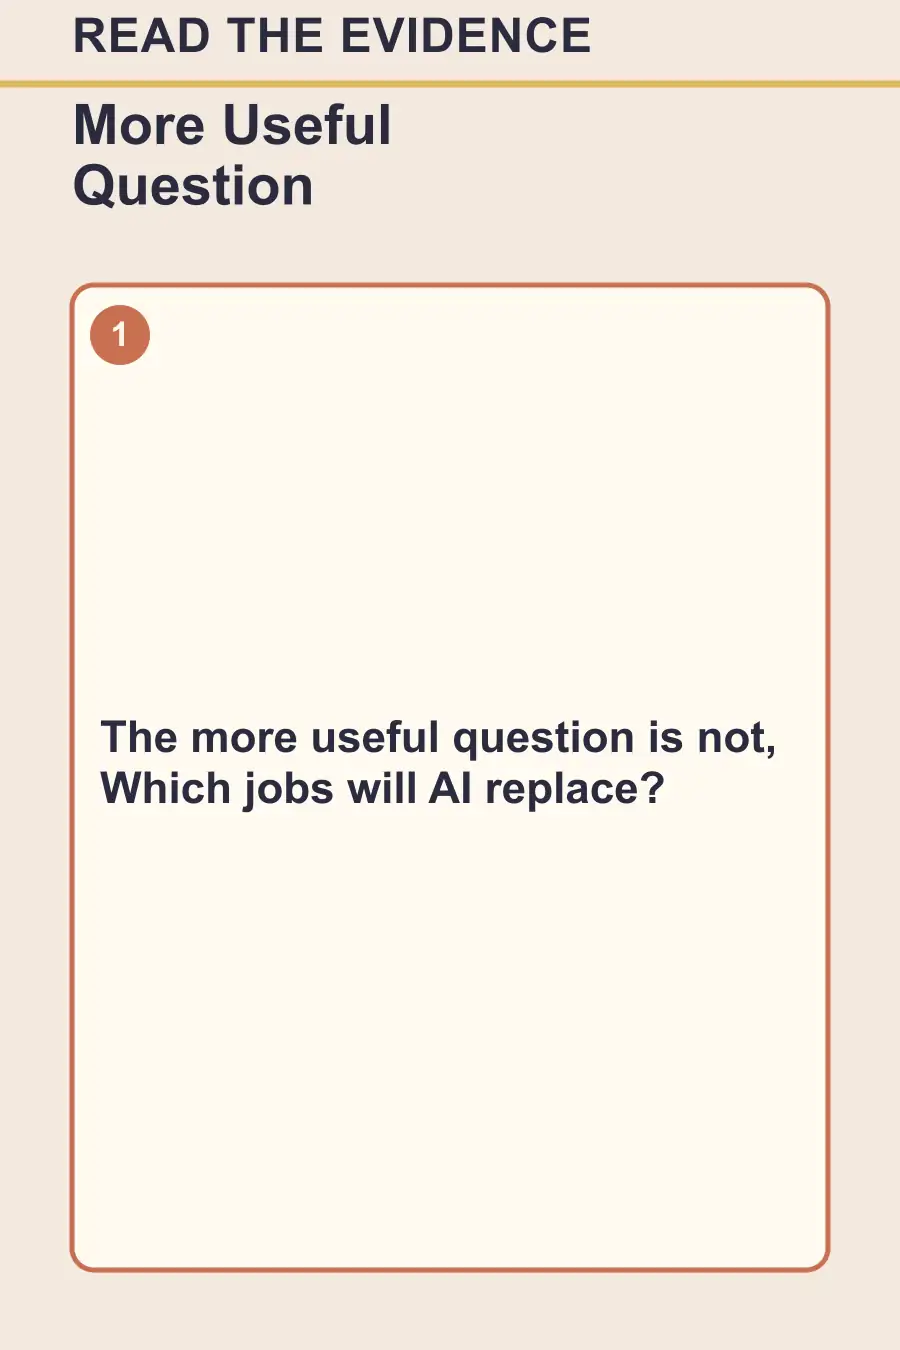 READ THE EVIDENCE
More Useful
Question
1
The more useful question is not,
Which jobs will AI replace?